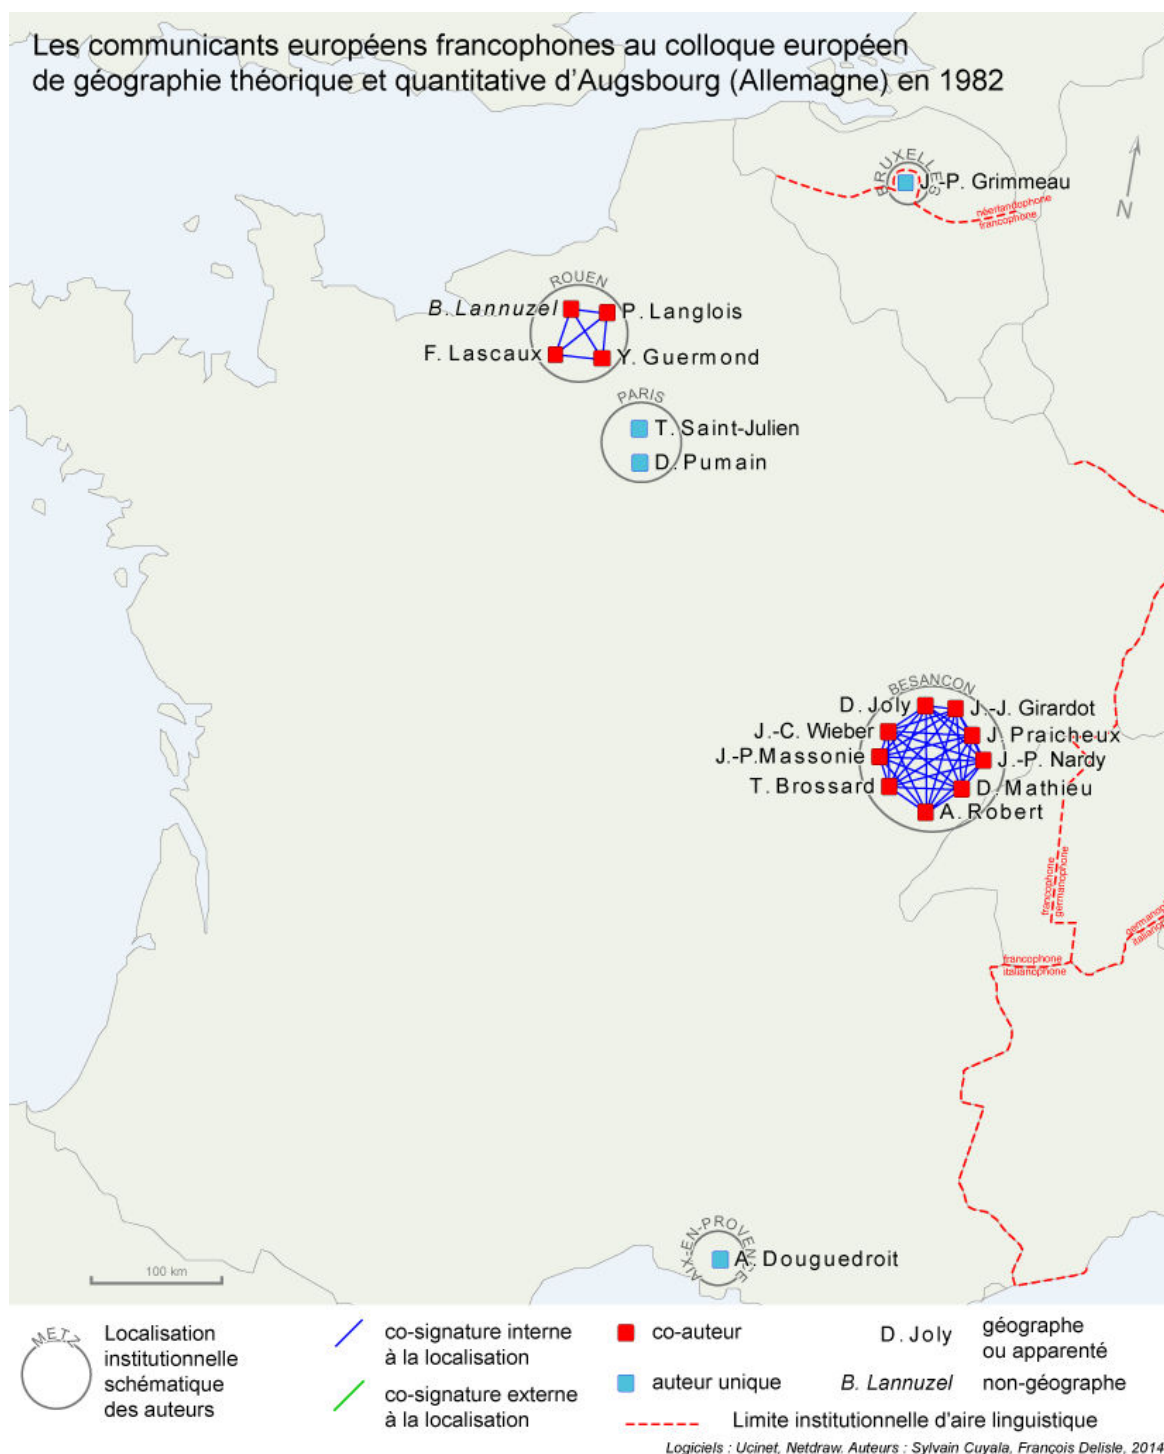 Les communicants européens francophones au colloque européen
de géographie théorique et quantitative d'Augsbourg (Allemagne) en 1982
BRUXELLES
J.-P. Grimmeau
N
néerlandophone
francophone
ROUEN
B. Lannuzel
P. Langlois
F. Lascaux
Y. Guermond
PARIS
T. Saint-Julien
D. Pumain
BESANCON
D. Joly
J.-J. Girardot
J.-C. Wieber
J. Praicheux
J.-P.Massonie
J.-P. Nardy
T. Brossard
D. Mathieu
A. Robert
francophone
germanophone
germanoph
italianoph
francophone
italianophone
AIX-EN-PROVENCE
A. Douguedroit
100 km
METZ
Localisation
institutionnelle
schématique
des auteurs
co-signature interne
à la localisation
co-signature externe
à la localisation
co-auteur
auteur unique
D. Joly
géographe
ou apparenté
B. Lannuzel
non-géographe
Limite institutionnelle d'aire linguistique
Logiciels : Ucinet, Netdraw. Auteurs : Sylvain Cuyala, François Delisle, 2014